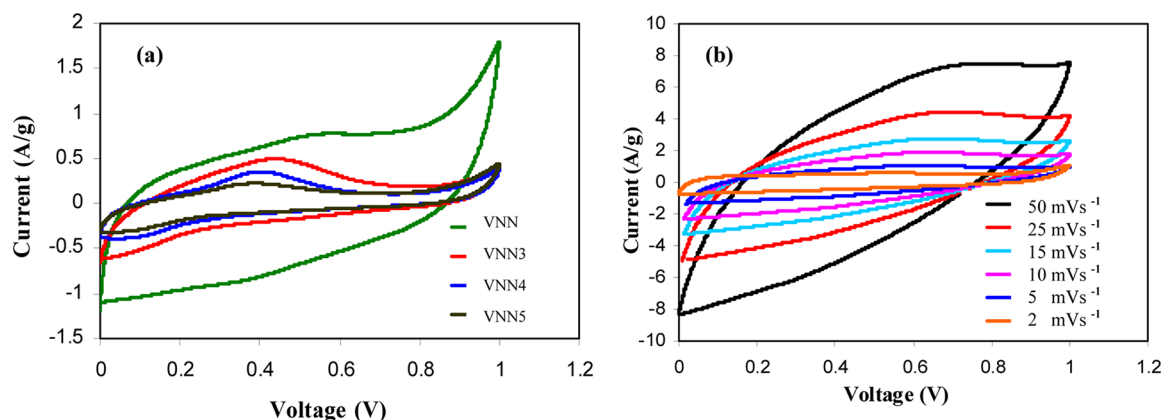 (a)
Current (A/g)
2
1.5
1
0.5
0
-0.5
-1
-1.5
0 0.2 0.4 0.6 0.8 1 1.2
Voltage (V)
VNN
VNN3
VNN4
VNN5
(b)
Current (A/g)
10
8
6
4
2
0
-2
-4
-6
-8
-10
0 0.2 0.4 0.6 0.8 1 1.2
Voltage (V)
50 mVs⁻¹
25 mVs⁻¹
15 mVs⁻¹
10 mVs⁻¹
5 mVs⁻¹
2 mVs⁻¹